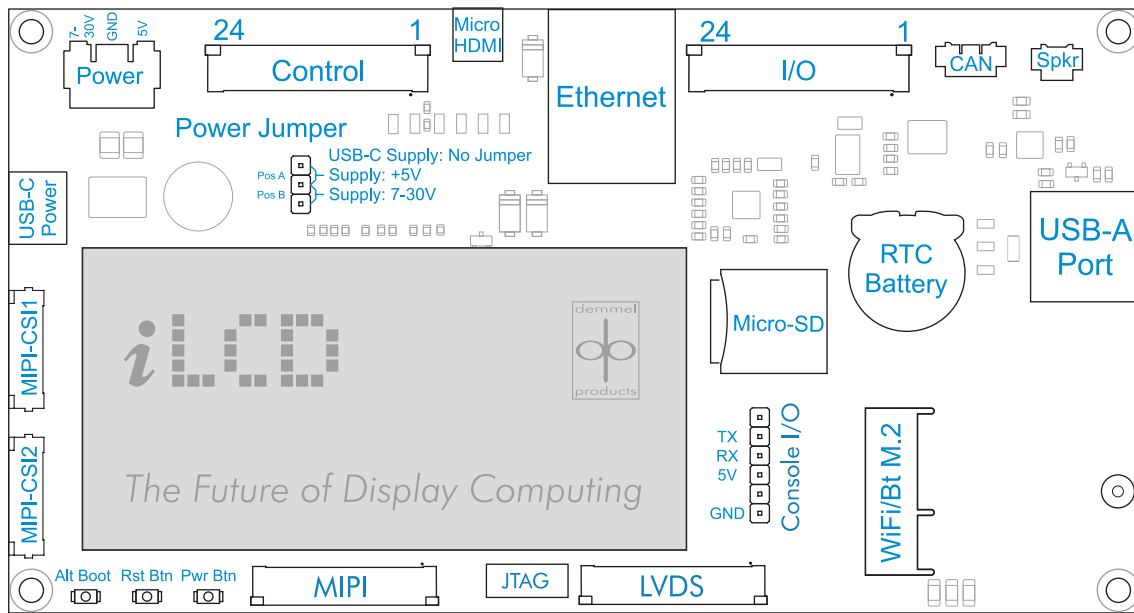 7-30V
GND
5V
Power
24
1
Control
Micro
HDMI
Ethernet
24
1
I/O
CAN
Spkr
Power Jumper
USB-C Supply: No Jumper
Pos A
Supply: +5V
Pos B
Supply: 7-30V
USB-C
Power
USB-A
Port
RTC
Battery
Micro-SD
MIPI-CSI1
MIPI-CSI2
iLCD
demmel
dp
products
The Future of Display Computing
TX
RX
5V
GND
Console I/O
WiFi/Bt M.2
Alt Boot
Rst Btn
Pwr Btn
MIPI
JTAG
LVDS